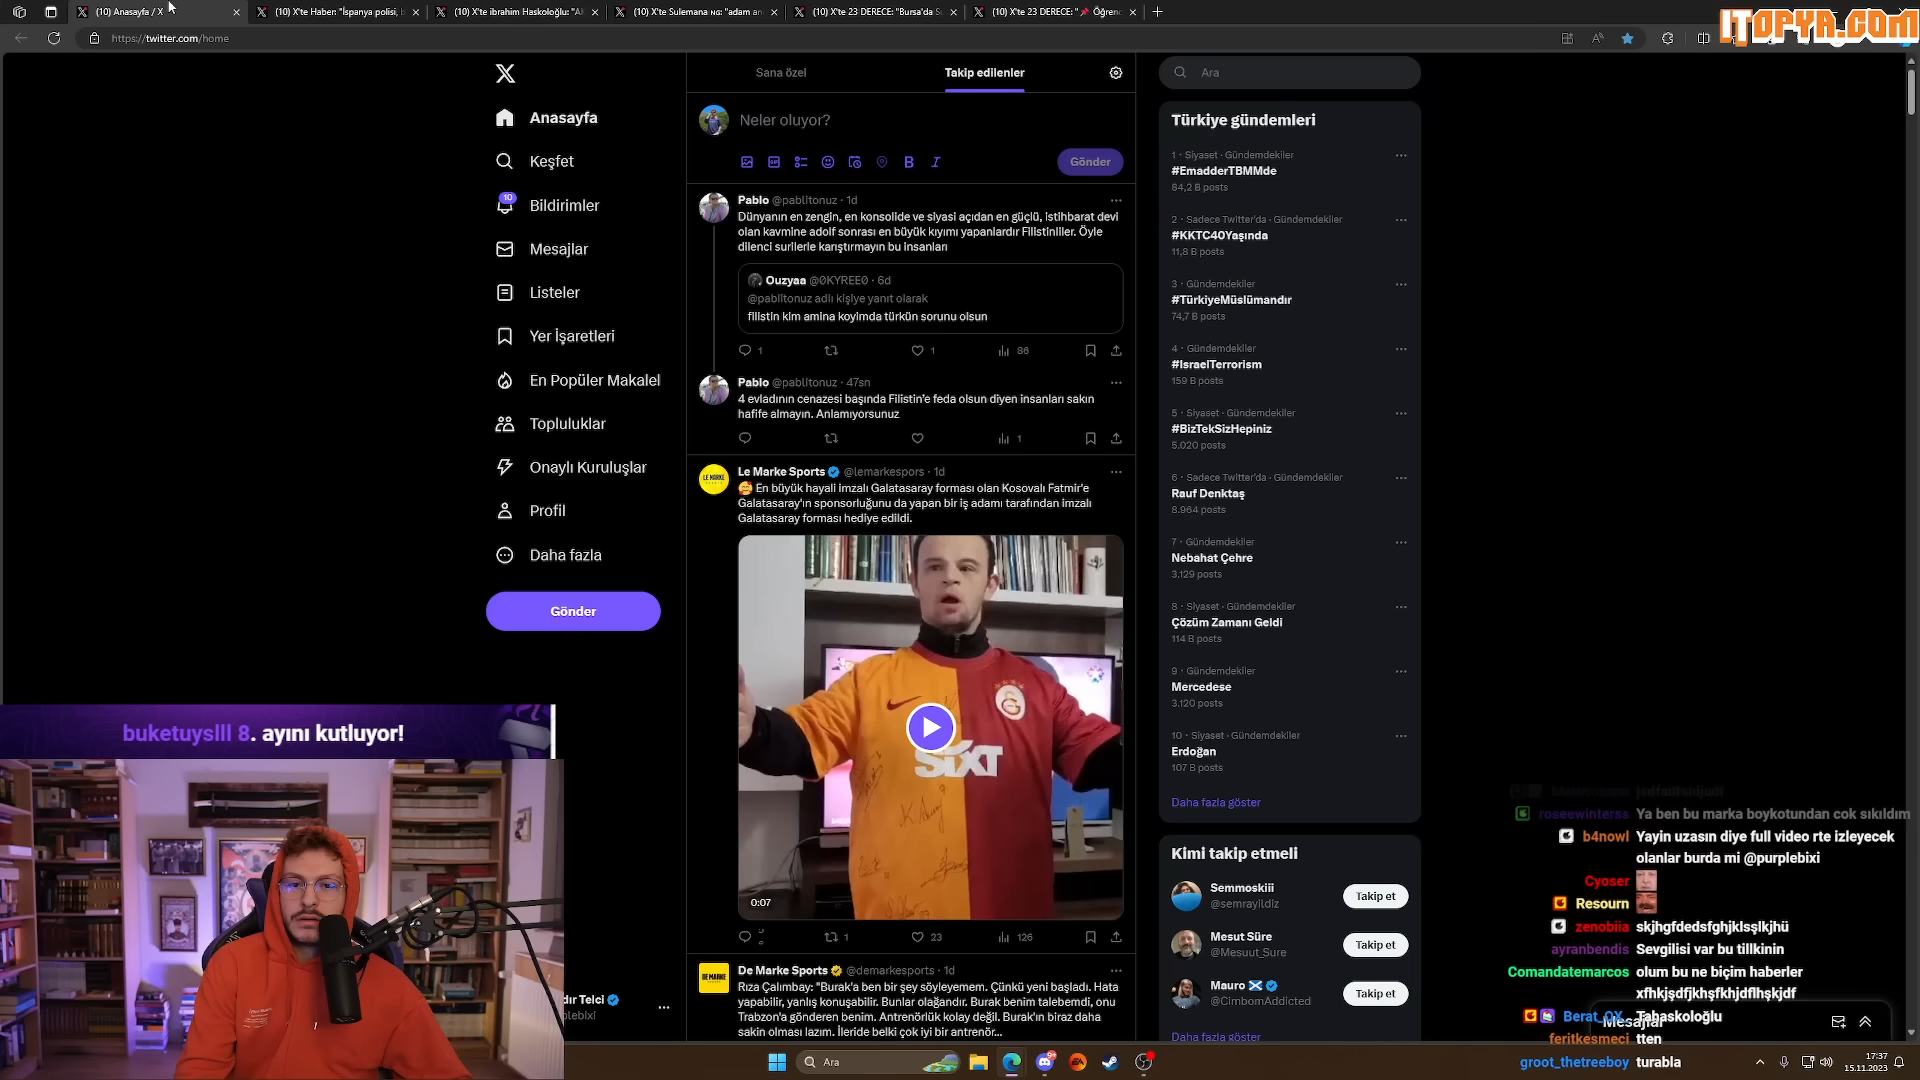 (10) Anasayfa / X
(10) X'te Haber: "İspanya polisi, b
(10) X'te ibrahim Haskoloğlu: "Al
(10) X'te Sulemana NG: "adam an
(10) X'te 23 DERECE: "Bursa'da S
(10) X'te 23 DERECE: "📌 Öğrenc
ITOPYA.COM
https://twitter.com/home
Anasayfa
Keşfet
10
Bildirimler
Mesajlar
Listeler
Yer İşaretleri
En Popüler Makalel
Topluluklar
Onaylı Kuruluşlar
Profil
Daha fazla
Gönder
Sana özel
Takip edilenler
Neler oluyor?
Gönder
Pablo @pablitonuz · 1d
Dünyanın en zengin, en konsolide ve siyasi açıdan en güçlü, istihbarat devi
olan kavmine adolf sonrası en büyük kıyımı yapanlardır Filistinliler. Öyle
dilenci surilerle karıştırmayın bu insanları
Ouzyaa @0KYREE0 · 6d
@pablitonuz adlı kişiye yanıt olarak
filistin kim amina koyimda türkün sorunu olsun
1 1 86
Pablo @pablitonuz · 47sn
4 evladının cenazesi başında Filistin'e feda olsun diyen insanları sakın
hafife almayın. Anlamıyorsunuz
1
LE MARKE
Le Marke Sports @lemarkespors · 1d
🥰 En büyük hayali imzalı Galatasaray forması olan Kosovalı Fatmir'e
Galatasaray'ın sponsorluğunu da yapan bir iş adamı tarafından imzalı
Galatasaray forması hediye edildi.
SIXT
0:07
1 23 126
DE MARKE
De Marke Sports @demarkesports · 1d
Rıza Çalımbay: "Burak'a ben bir şey söyleyemem. Çünkü yeni başladı. Hata
yapabilir, yanlış konuşabilir. Bunlar olağandır. Burak benim talebemdi, onu
Trabzon'a gönderen benim. Antrenörlük kolay değil. Burak'ın biraz daha
sakin olması lazım. İleride belki çok iyi bir antrenör...
Ara
Türkiye gündemleri
1 · Siyaset · Gündemdekiler
#EmadderTBMMde
84,2 B posts
2 · Sadece Twitter'da · Gündemdekiler
#KKTC40Yaşında
11,8 B posts
3 · Gündemdekiler
#TürkiyeMüslümandır
74,7 B posts
4 · Gündemdekiler
#IsraelTerrorism
159 B posts
5 · Siyaset · Gündemdekiler
#BizTekSizHepiniz
5.020 posts
6 · Sadece Twitter'da · Gündemdekiler
Rauf Denktaş
8.964 posts
7 · Gündemdekiler
Nebahat Çehre
3.129 posts
8 · Siyaset · Gündemdekiler
Çözüm Zamanı Geldi
114 B posts
9 · Gündemdekiler
Mercedese
3.120 posts
10 · Siyaset · Gündemdekiler
Erdoğan
107 B posts
Daha fazla göster
Kimi takip etmeli
Semmoskiii
@semrayildiz
Takip et
Mesut Süre
@Mesuut_Sure
Takip et
Mauro
@CimbomAddicted
Takip et
Daha fazla göster
buketuyslll 8. ayını kutluyor!
dır Telci
plebixi
roseewinterss Ya ben bu marka boykotundan cok sıkıldım
b4nowl Yayin uzasın diye full video rte izleyecek
olanlar burda mi @purplebixi
Cyoser
Resourn
zenobiia skjhgfdedsfghjklsşlkjhü
ayranbendis Sevgilisi var bu tillkinin
Comandatemarcos olum bu ne biçim haberler
xfhkjşdfjkhşfkhjdflhşkjdf
Berat_OX_ Tahaskoloğlu
Mesajlar
feritkesmeci tten
groot_thetreeboy turabla
Ara
17:37
15.11.2023